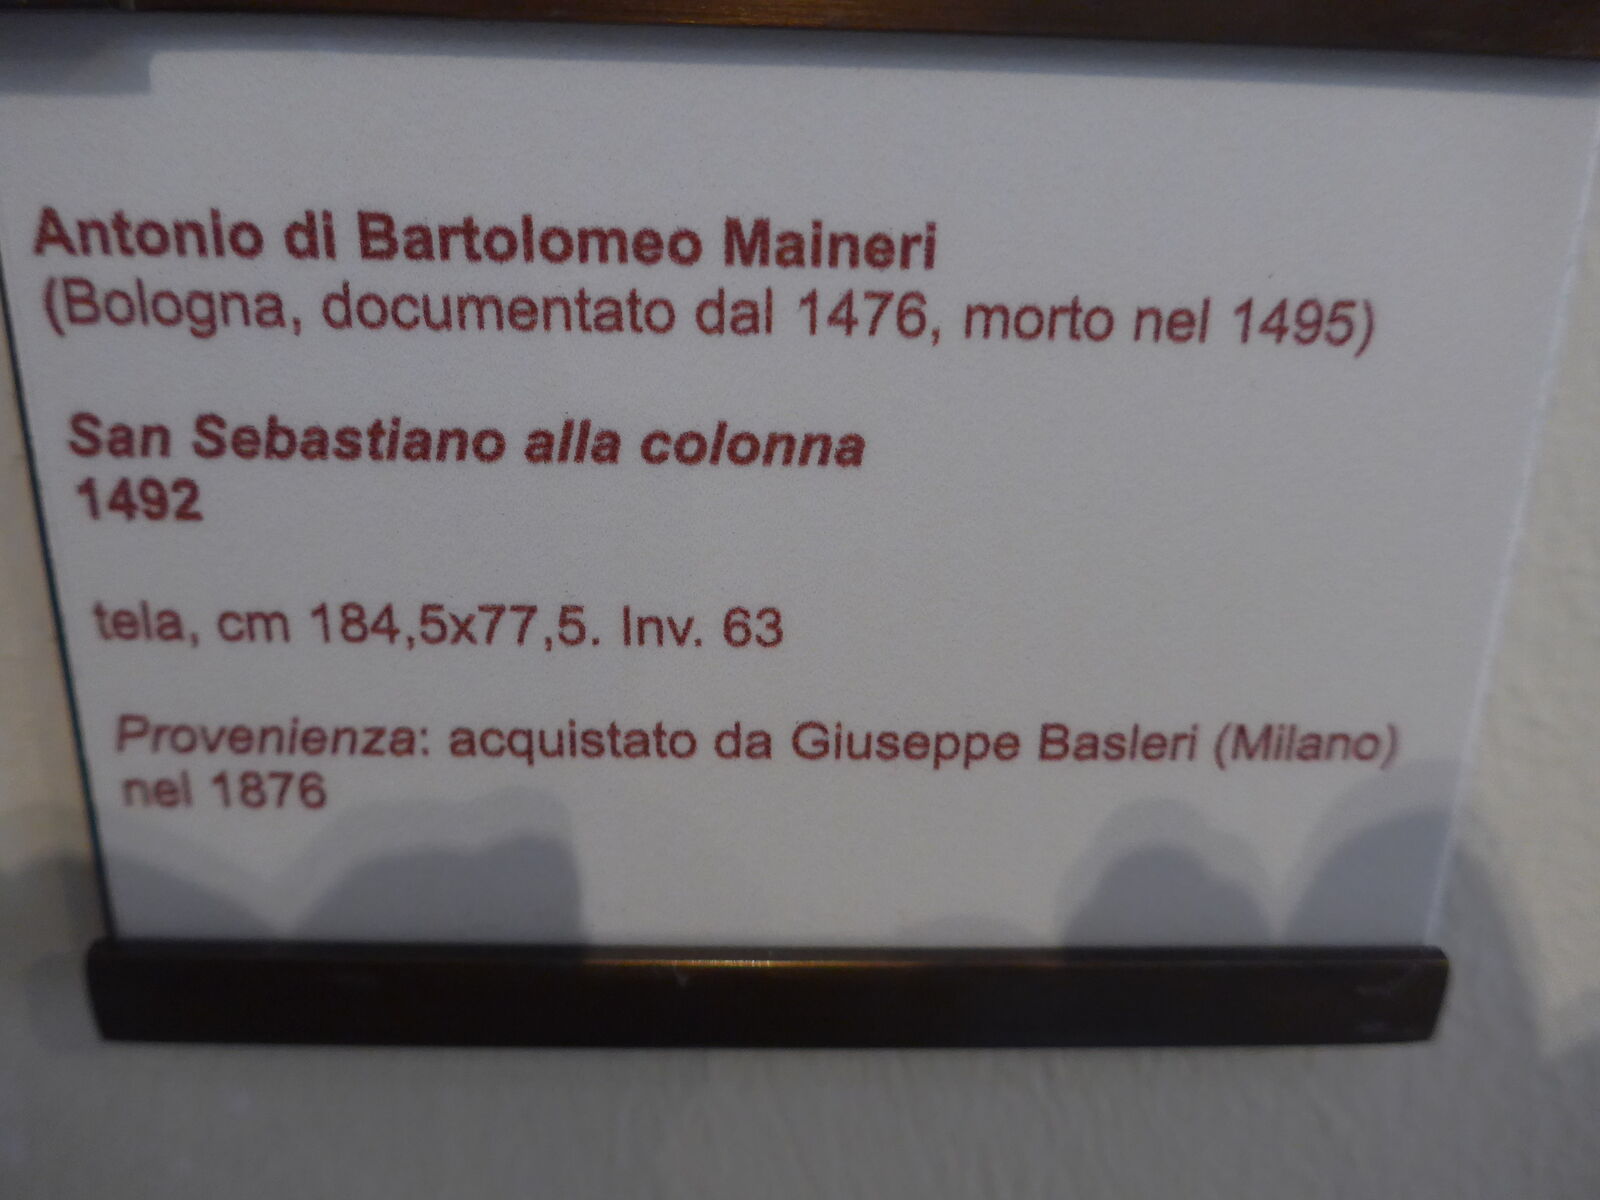 Antonio di Bartolomeo Maineri
(Bologna, documentato dal 1476, morto nel 1495)
San Sebastiano alla colonna
1492
tela, cm 184,5x77,5. Inv. 63
Provenienza: acquistato da Giuseppe Basleri (Milano)
nel 1876